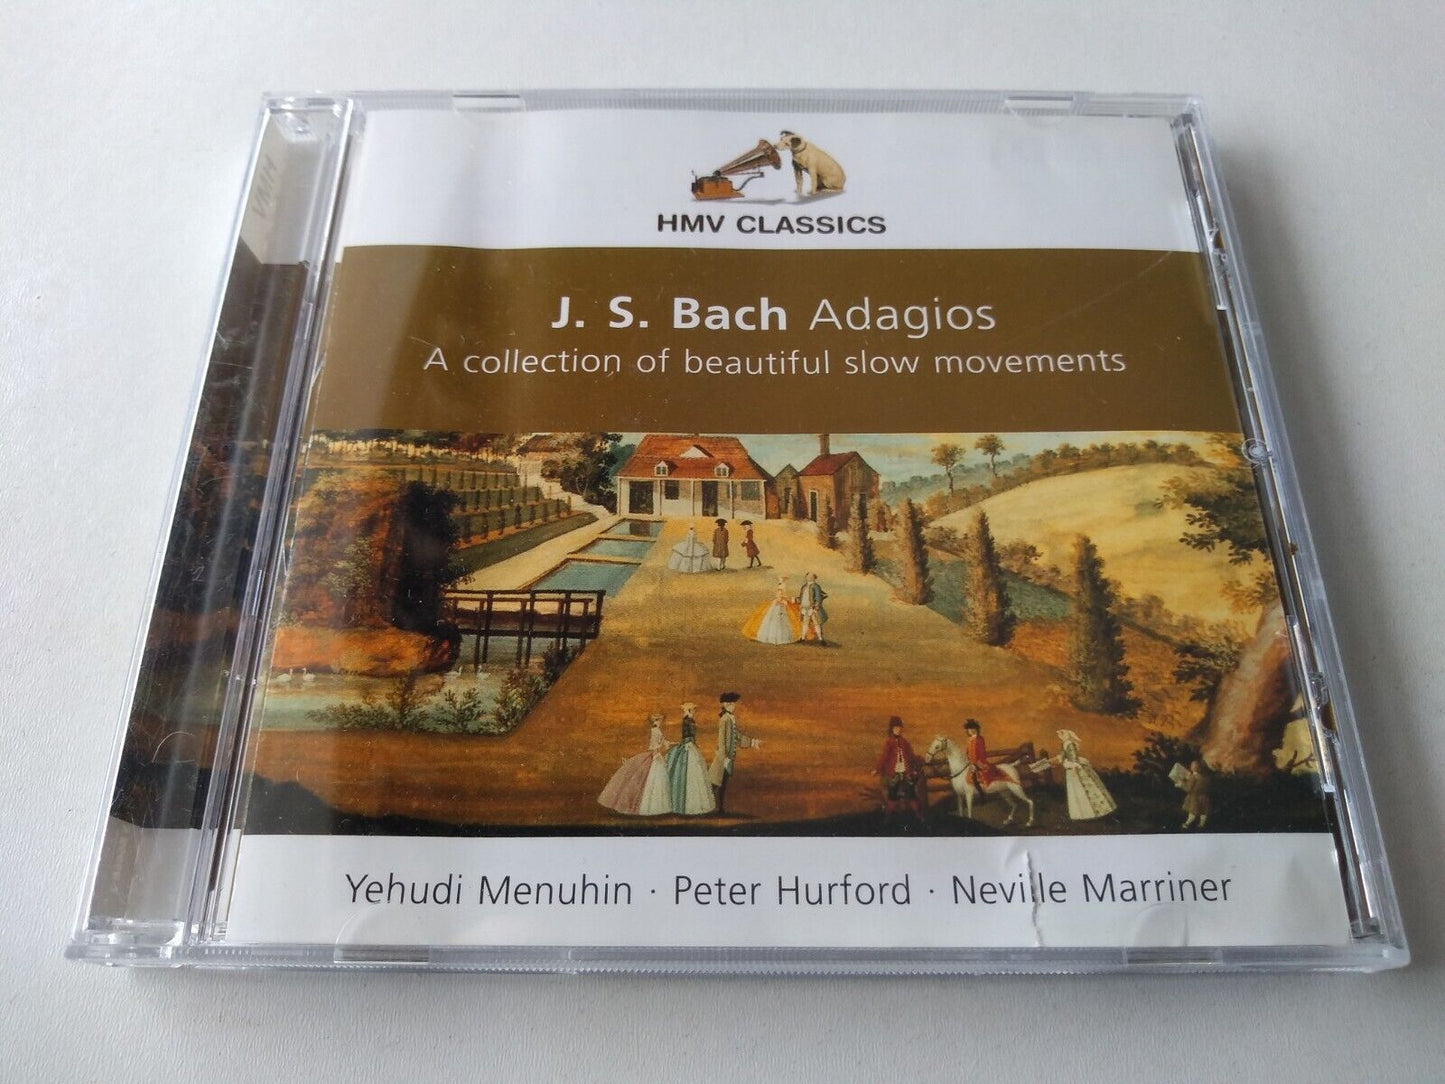 HMV CLASSICS
J. S. Bach Adagios
A collection of beautiful slow movements
Yehudi Menuhin · Peter Hurford · Neville Marriner